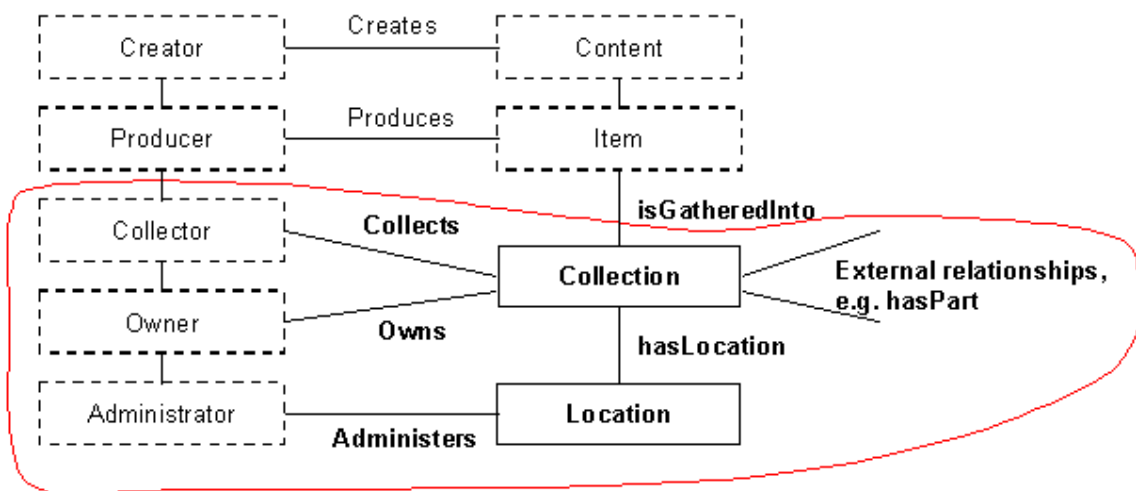 Creator
Creates
Content
Producer
Produces
Item
Collector
Collects
isGatheredInto
Collection
External relationships,
e.g. hasPart
Owner
Owns
hasLocation
Administrator
Administers
Location